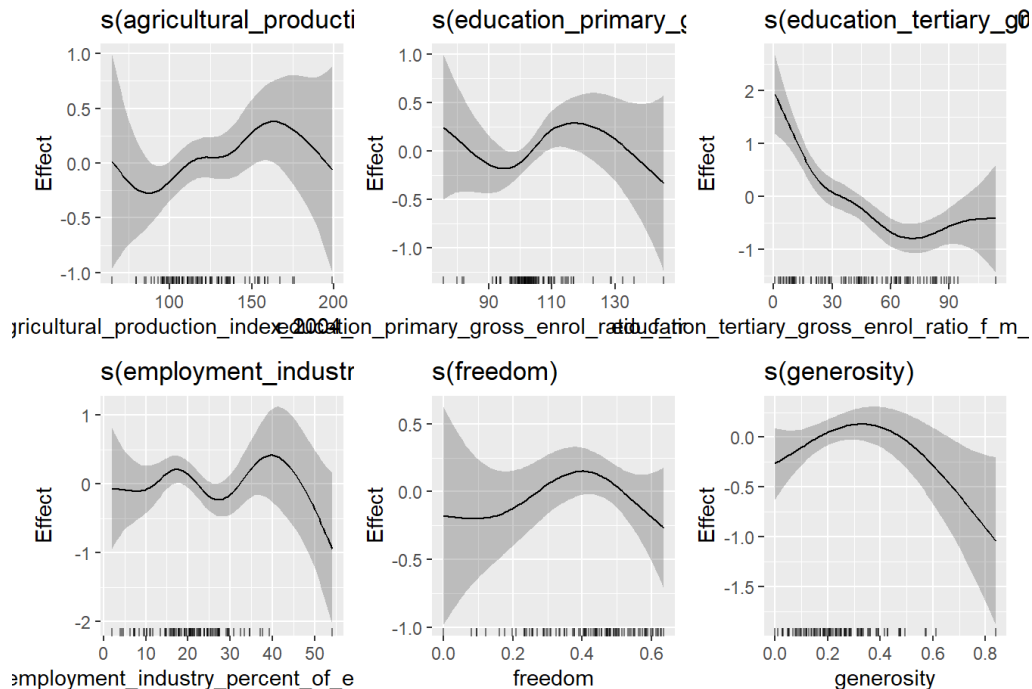 s(agricultural_producti
Effect
1.0
0.5
0.0
-0.5
-1.0
100
150
200
s(education_primary_g
Effect
1.0
0.5
0.0
-0.5
-1.0
90
110
130
s(education_tertiary_g
Effect
2
1
0
-1
0
30
60
90
gricultural_production_index_2004
education_primary_gross_enrol_ratio_f_m
education_tertiary_gross_enrol_ratio_f_m_
s(employment_industr
Effect
1
0
-1
-2
0
10
20
30
40
50
employment_industry_percent_of_e
s(freedom)
Effect
0.5
0.0
-0.5
-1.0
0.0
0.2
0.4
0.6
freedom
s(generosity)
Effect
0.0
-0.5
-1.0
-1.5
0.0
0.2
0.4
0.6
0.8
generosity